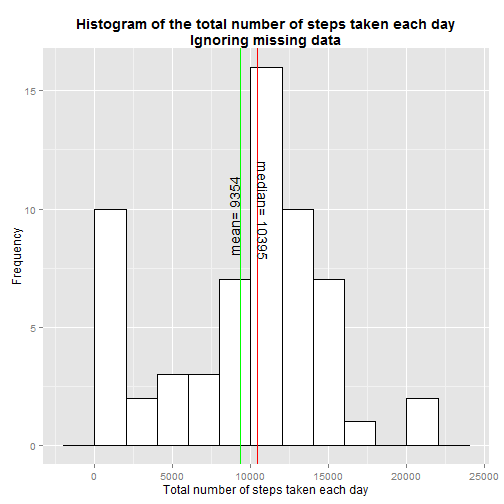 Histogram of the total number of steps taken each day
Ignoring missing data
15
10
5
0
Frequency
mean= 9354
median= 10395
0 5000 10000 15000 20000 25000
Total number of steps taken each day